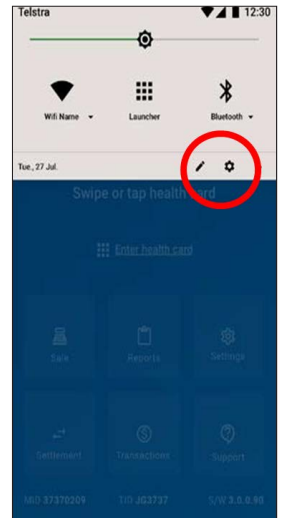 Telstra 12:30
Wifi Name Launcher Bluetooth
Tue., 27 Jul.
Swipe or tap health card
Enter health card
Sale Reports Settings
Settlement Transactions Support
MID 37370209 TID JG3737 S/W 3.0.0.90